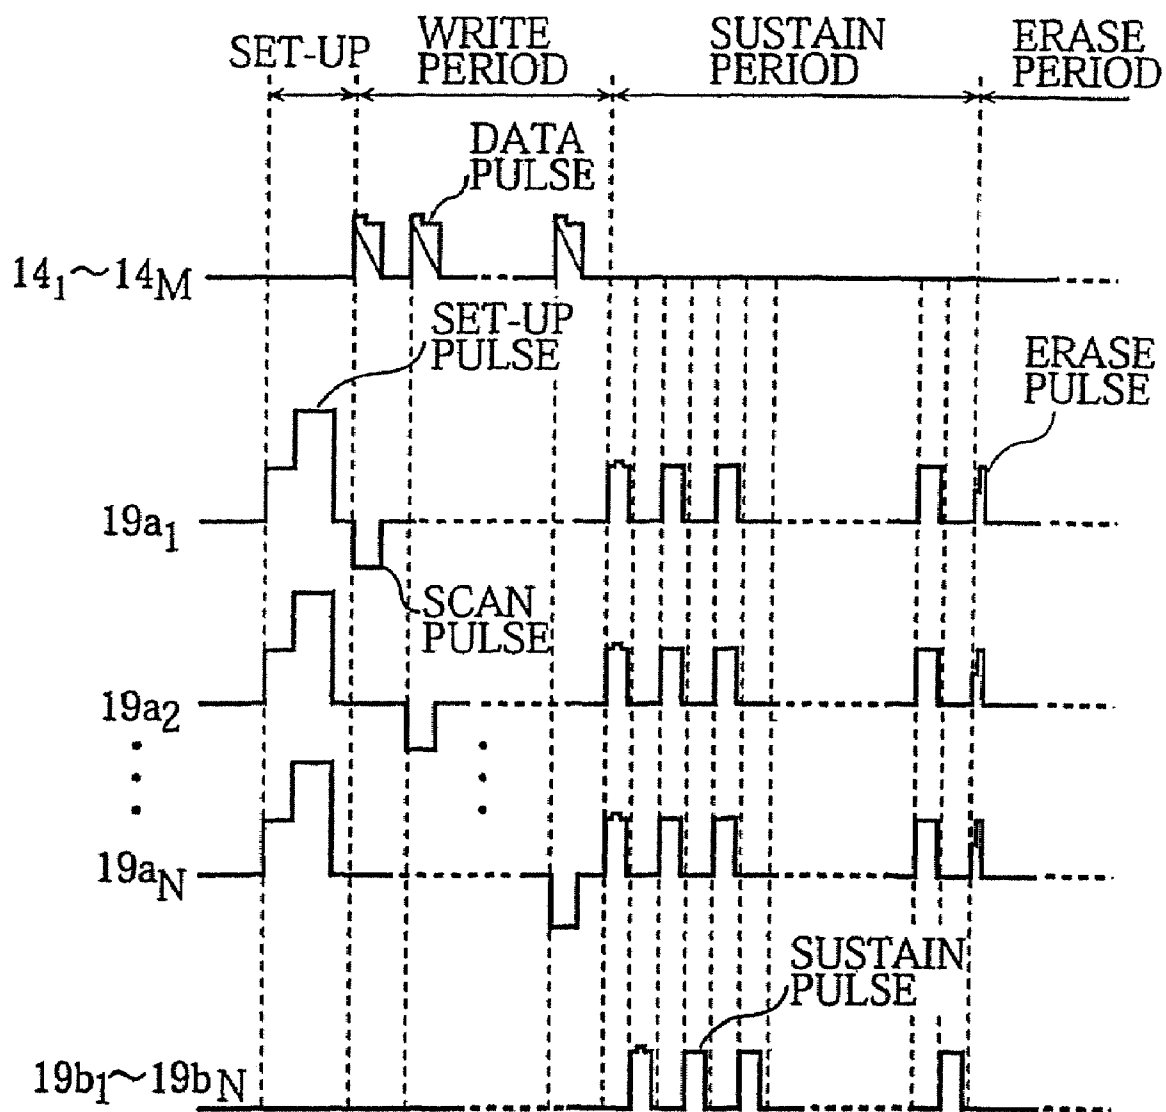 SET-UP
WRITE
PERIOD
SUSTAIN
PERIOD
ERASE
PERIOD
DATA
PULSE
14₁~14M
SET-UP
PULSE
ERASE
PULSE
19a₁
SCAN
PULSE
19a₂
19aN
SUSTAIN
PULSE
19b₁~19bN